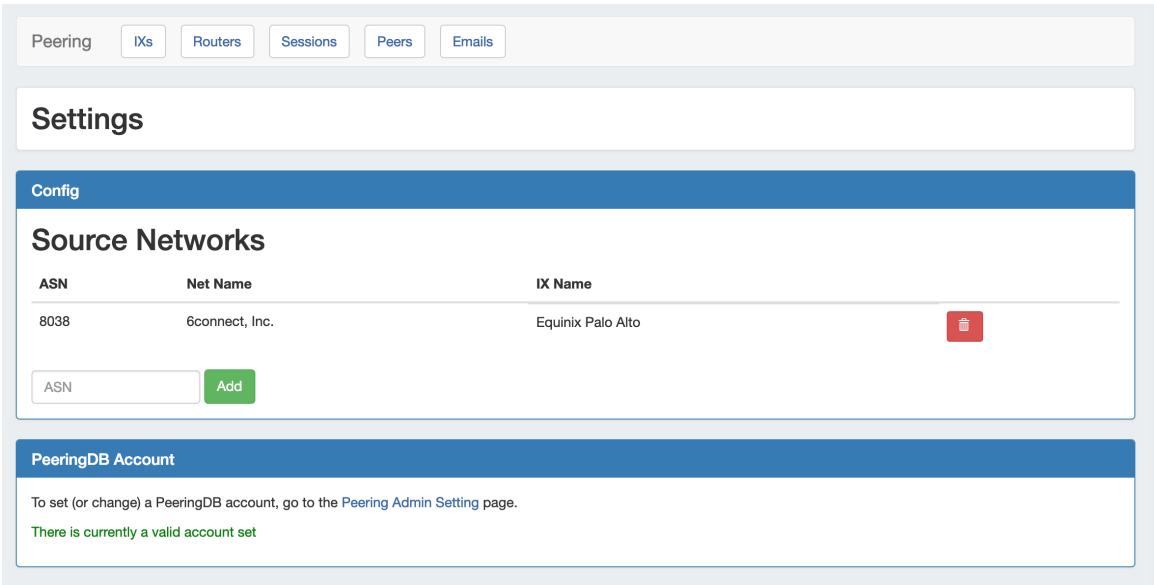 Peering IXs Routers Sessions Peers Emails
Settings
Config
Source Networks
ASN Net Name IX Name
8038 6connect, Inc. Equinix Palo Alto
ASN Add
PeeringDB Account
To set (or change) a PeeringDB account, go to the Peering Admin Setting page.
There is currently a valid account set